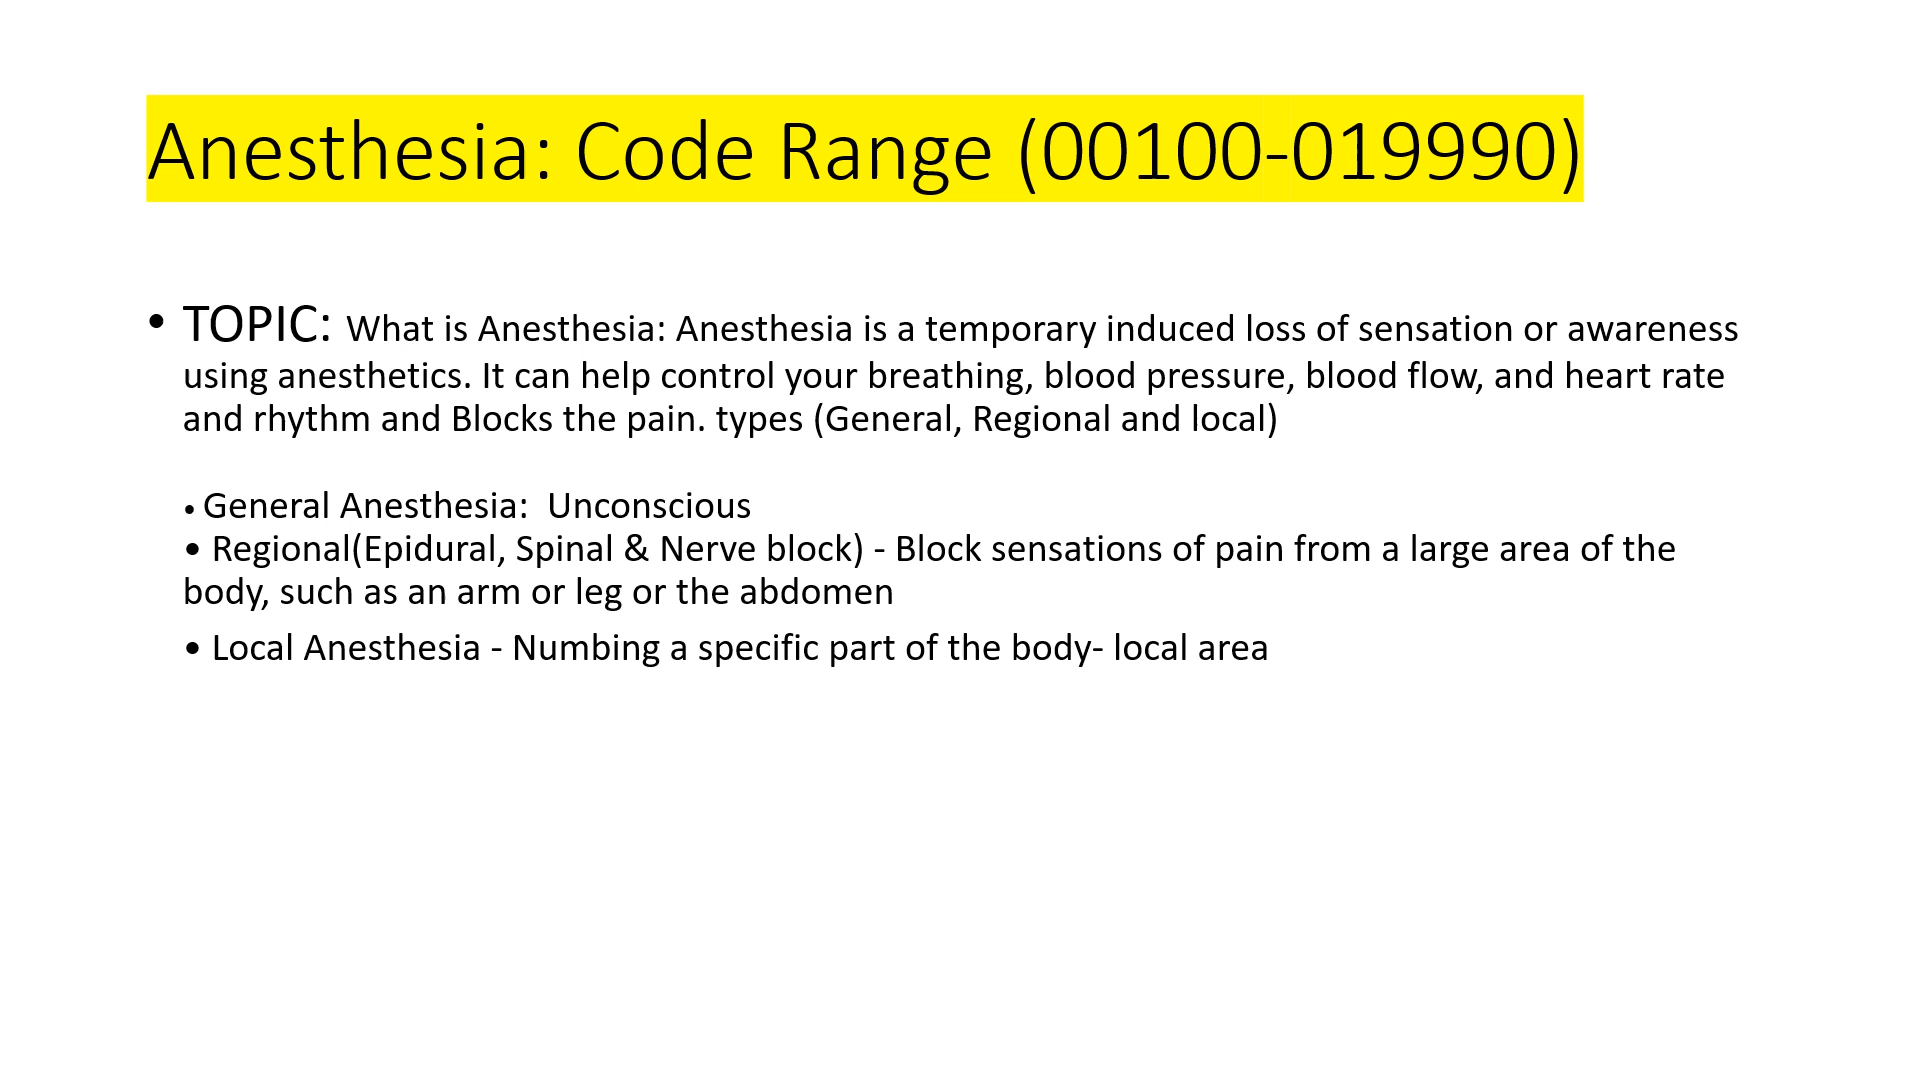 Anesthesia: Code Range (00100-019990)
• TOPIC: What is Anesthesia: Anesthesia is a temporary induced loss of sensation or awareness
using anesthetics. It can help control your breathing, blood pressure, blood flow, and heart rate
and rhythm and Blocks the pain. types (General, Regional and local)
• General Anesthesia:  Unconscious
• Regional(Epidural, Spinal & Nerve block) - Block sensations of pain from a large area of the
body, such as an arm or leg or the abdomen
• Local Anesthesia - Numbing a specific part of the body- local area